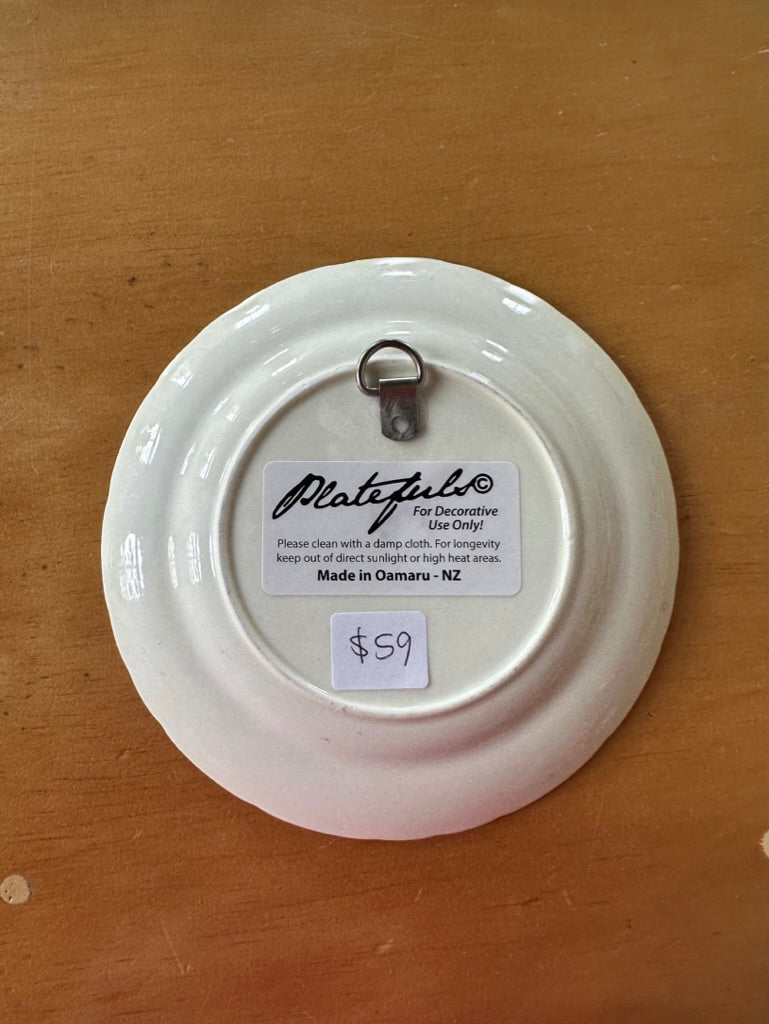 Platefuls©
For Decorative
Use Only!
Please clean with a damp cloth. For longevity
keep out of direct sunlight or high heat areas.
Made in Oamaru - NZ
$59